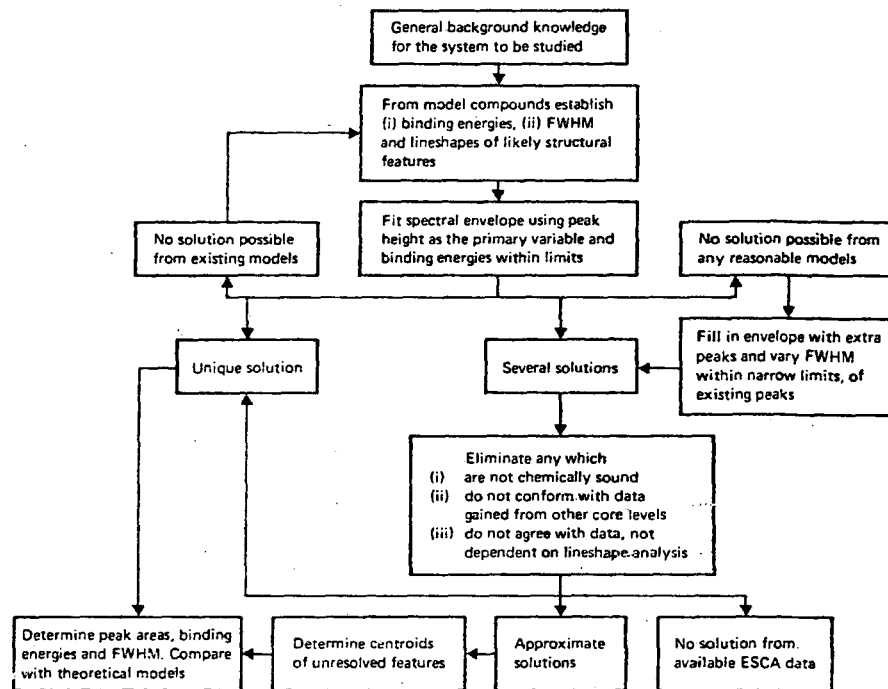 General background knowledge
for the system to be studied
From model compounds establish
(i) binding energies, (ii) FWHM
and lineshapes of likely structural
features
No solution possible
from existing models
Fit spectral envelope using peak
height as the primary variable and
binding energies within limits
No solution possible from
any reasonable models
Unique solution
Several solutions
Fill in envelope with extra
peaks and vary FWHM
within narrow limits, of
existing peaks
Eliminate any which
(i) are not chemically sound
(ii) do not conform with data
gained from other core levels
(iii) do not agree with data, not
dependent on lineshape analysis
Determine peak areas, binding
energies and FWHM. Compare
with theoretical models
Determine centroids
of unresolved features
Approximate
solutions
No solution from
available ESCA data